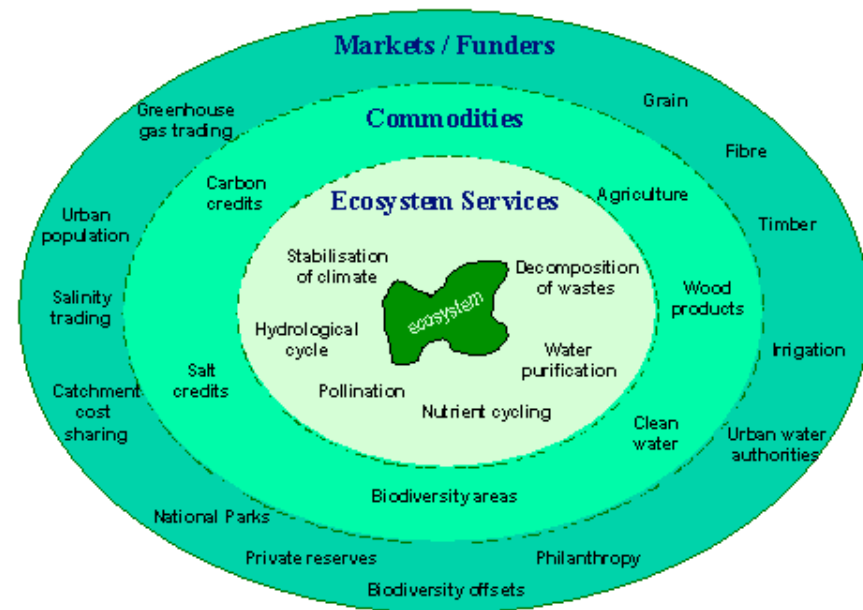 Markets / Funders
Greenhouse
gas trading
Grain
Commodities
Fibre
Carbon
credits
Agriculture
Ecosystem Services
Urban
population
Timber
Stabilisation
of climate
Decomposition
of wastes
ecosystem
Salinity
trading
Wood
products
Hydrological
cycle
Water
purification
Irrigation
Salt
credits
Pollination
Nutrient cycling
Catchment
cost
sharing
Clean
water
Urban water
authorities
Biodiversity areas
National Parks
Private reserves
Philanthropy
Biodiversity offsets